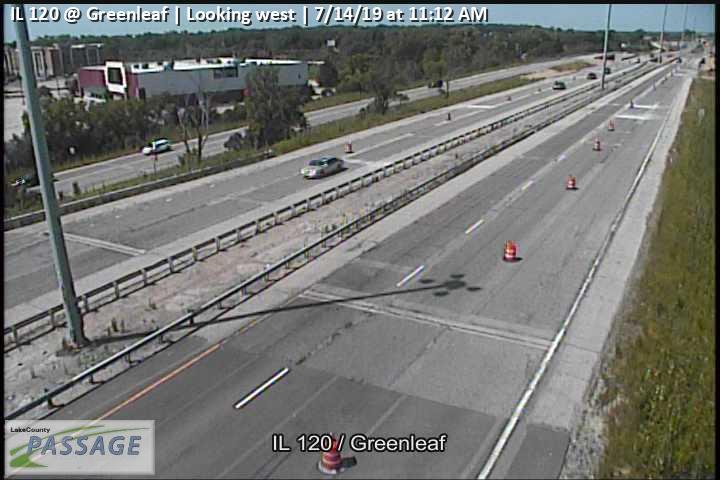 IL 120 @ Greenleaf | Looking west | 7/14/19 at 11:12 AM
LakeCounty
PASSAGE
IL 120 / Greenleaf